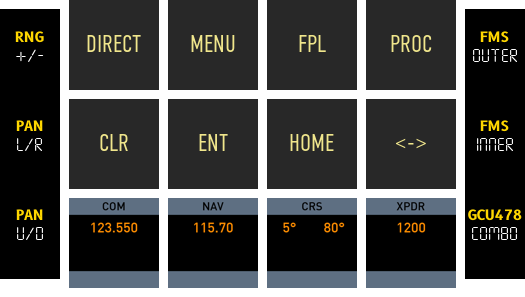 RNG
+/-
DIRECT
MENU
FPL
PROC
FMS
OUTER
PAN
L/R
CLR
ENT
HOME
<->
FMS
INNER
PAN
U/D
COM
123.550
NAV
115.70
CRS
5° 80°
XPDR
1200
GCU478
COMBO